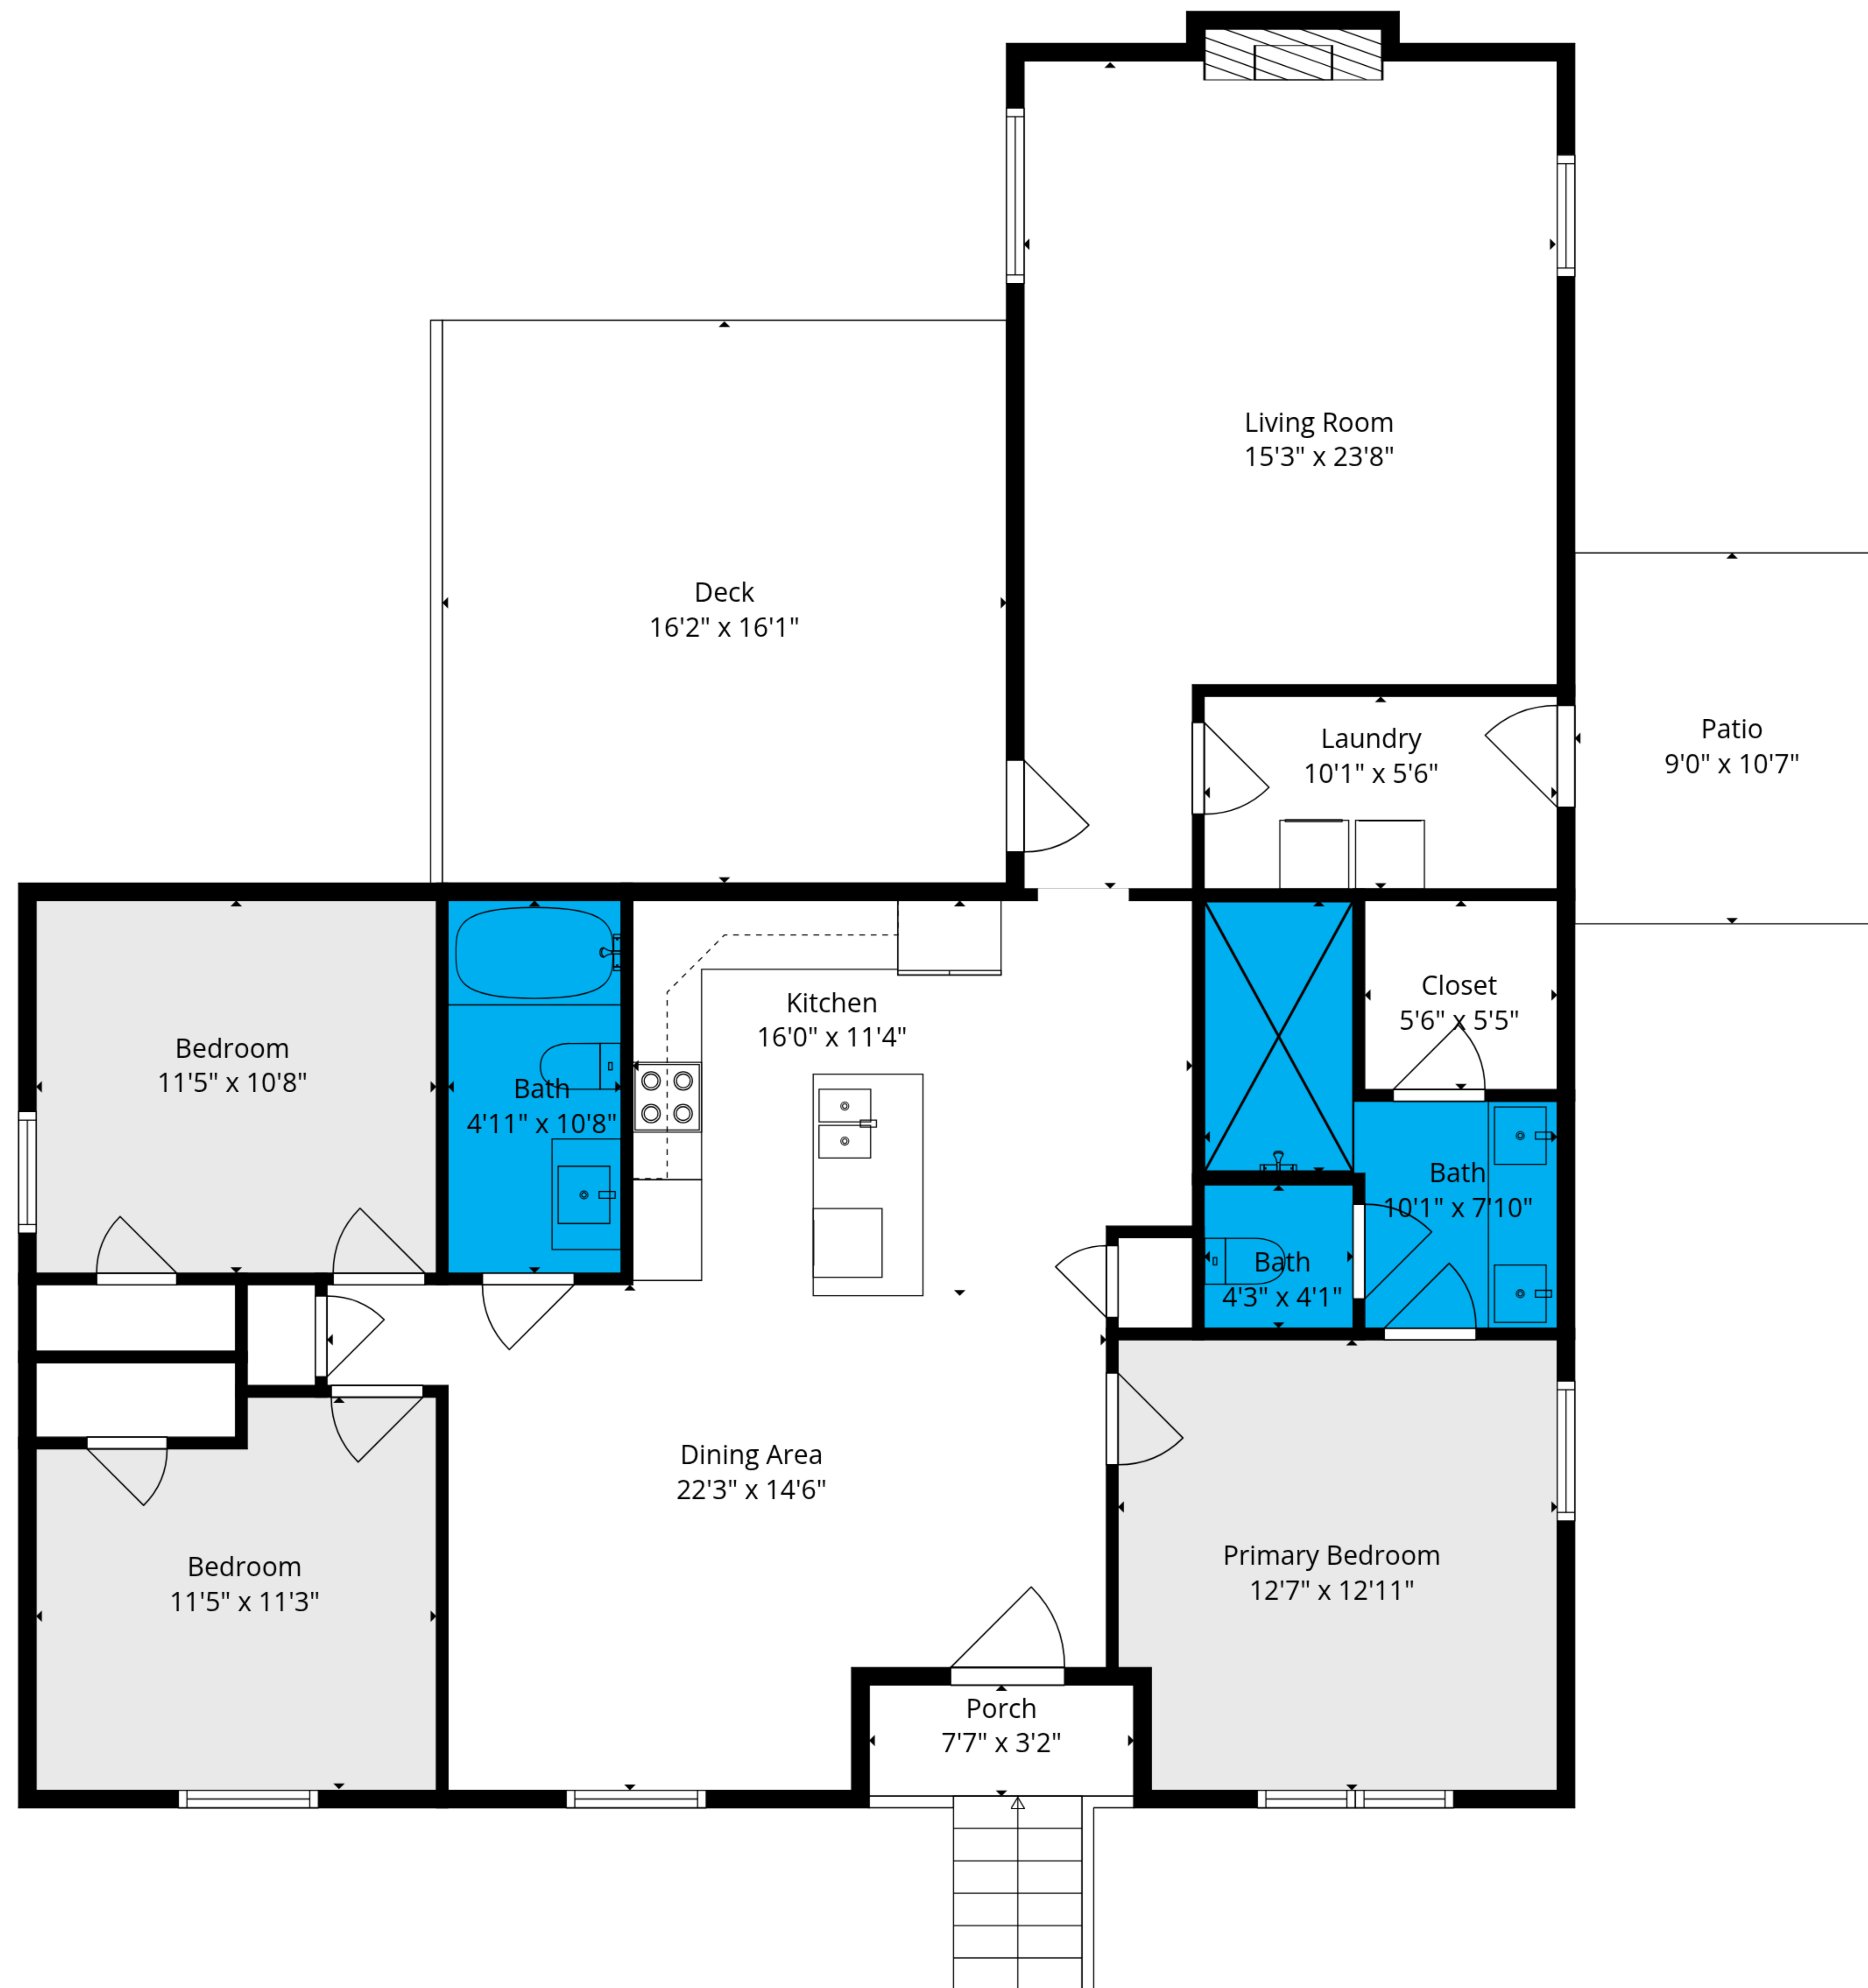 Living Room
15'3" x 23'8"
Deck
16'2" x 16'1"
Laundry
10'1" x 5'6"
Patio
9'0" x 10'7"
Closet
5'6" x 5'5"
Kitchen
16'0" x 11'4"
Bedroom
11'5" x 10'8"
Bath
4'11" x 10'8"
Bath
10'1" x 7'10"
Bath
4'3" x 4'1"
Dining Area
22'3" x 14'6"
Primary Bedroom
12'7" x 12'11"
Bedroom
11'5" x 11'3"
Porch
7'7" x 3'2"